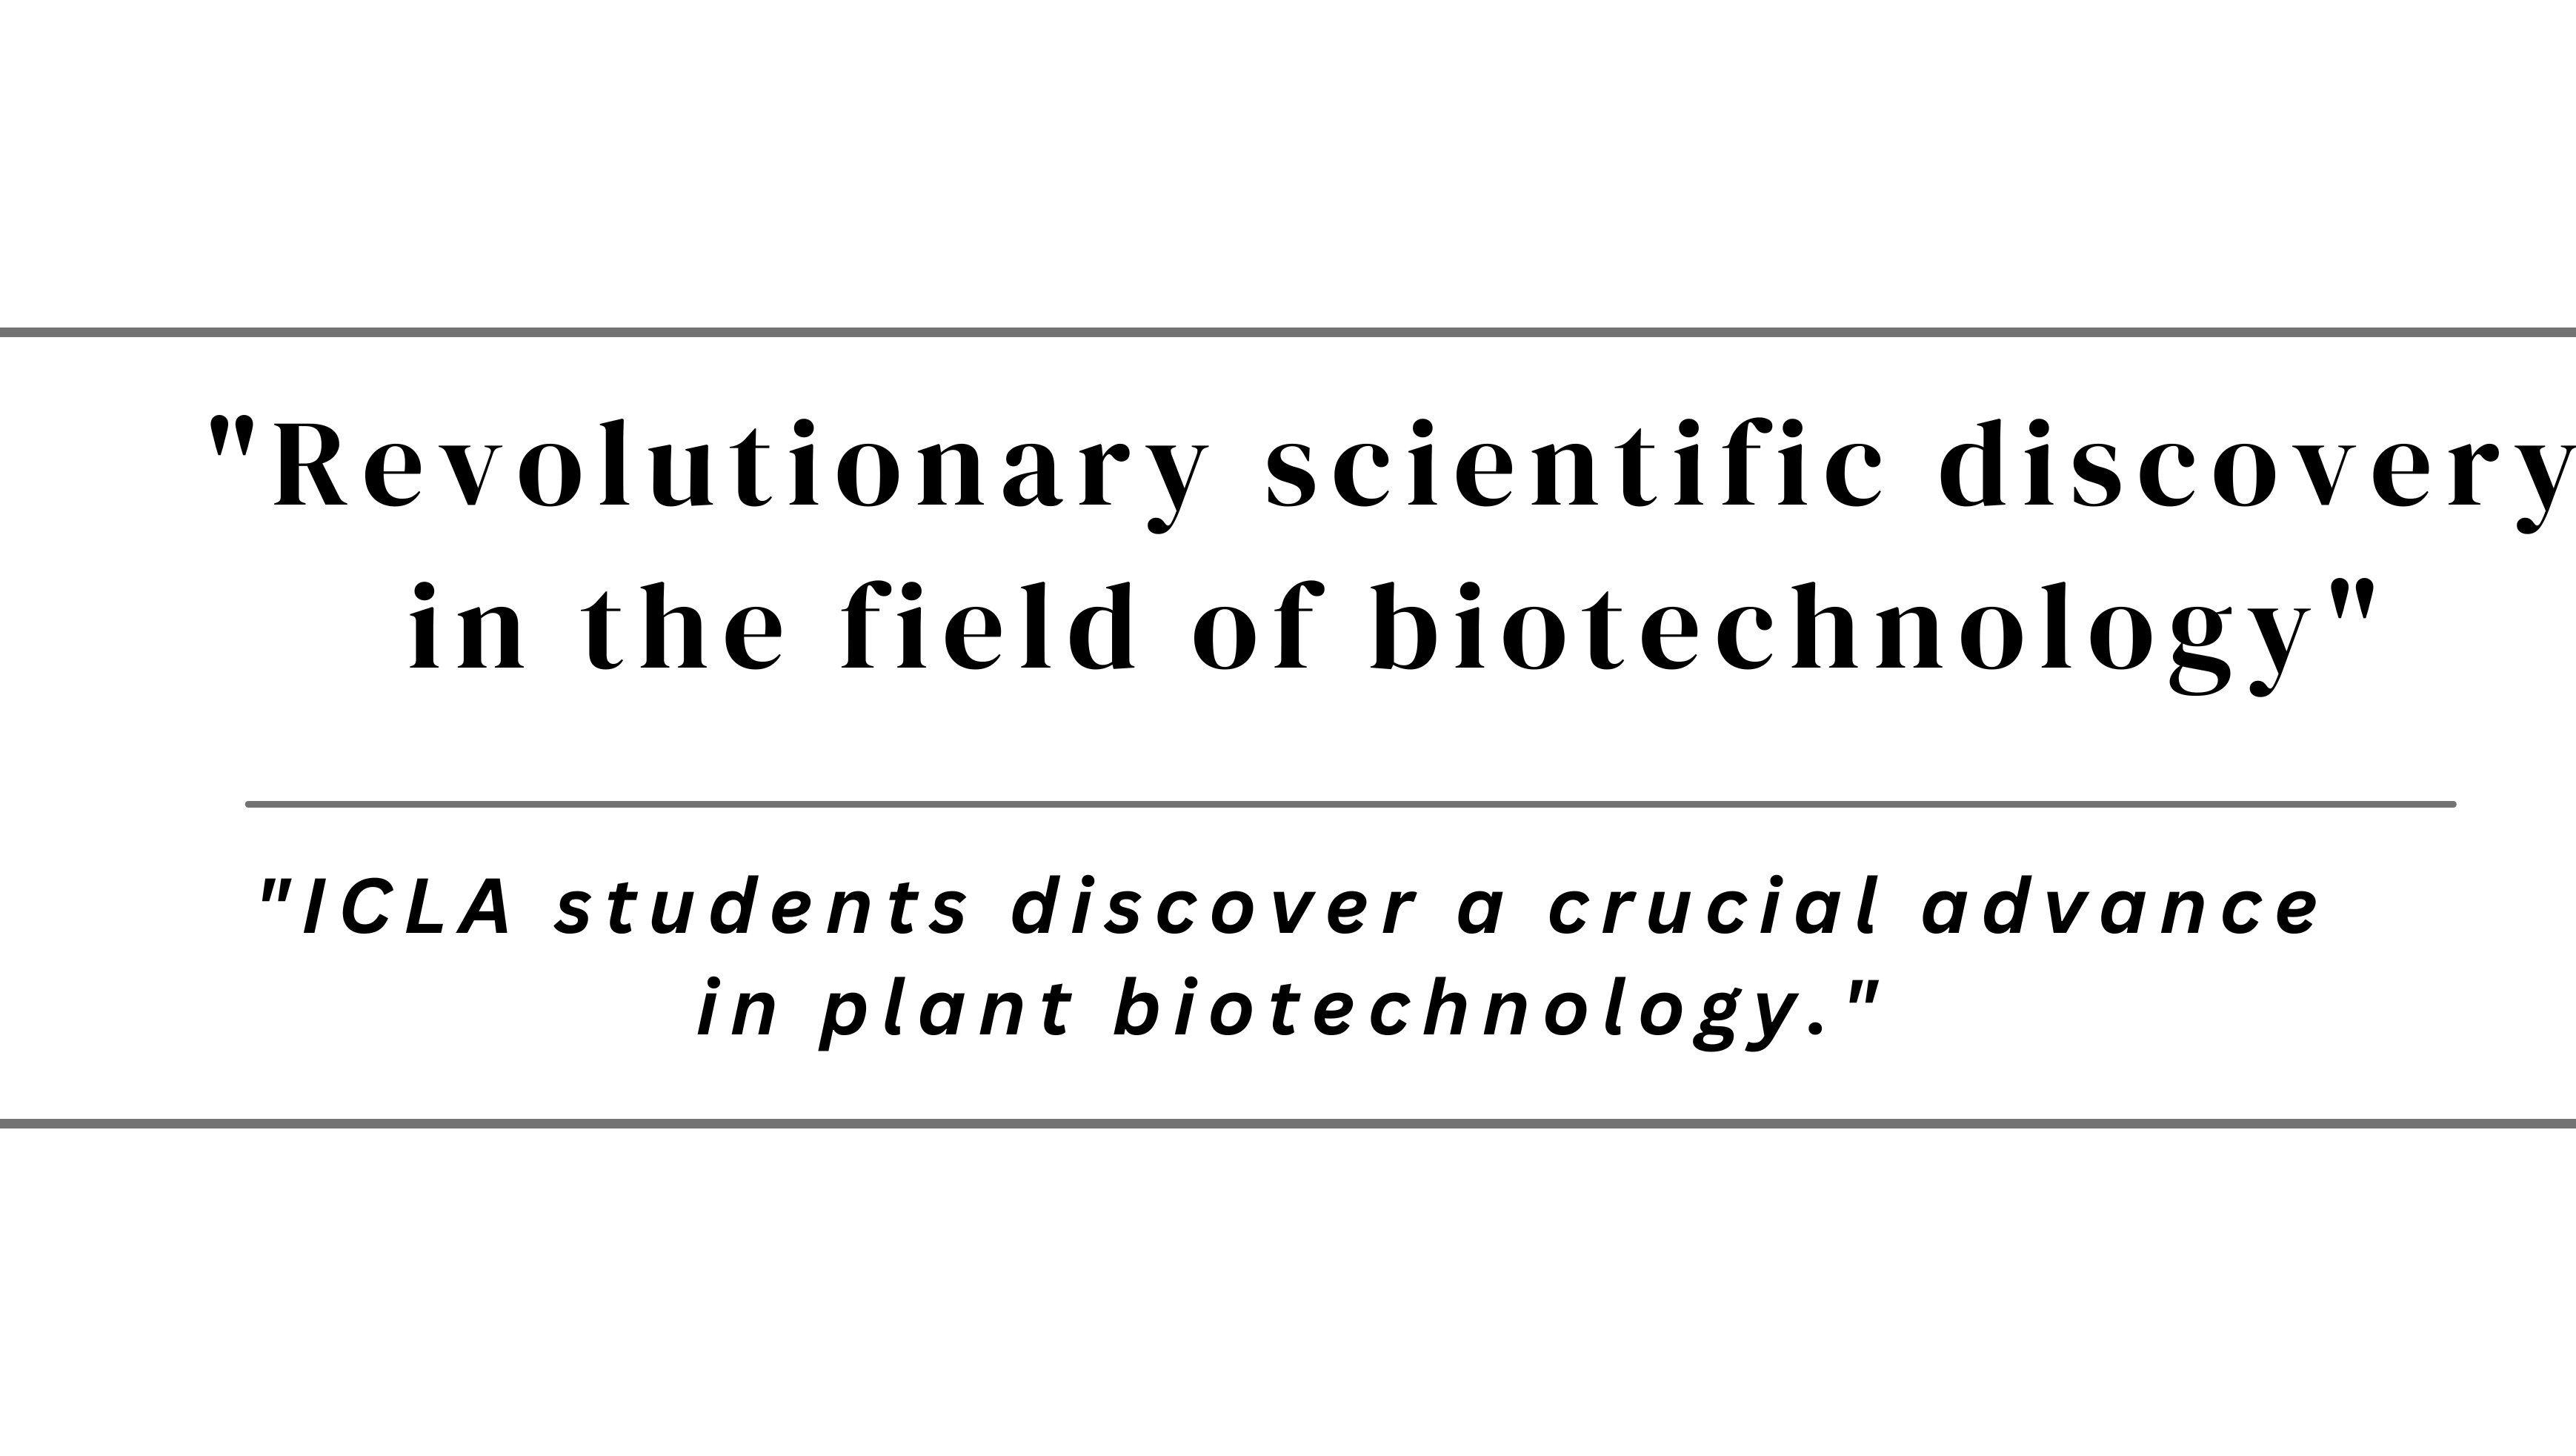 "Revolutionary scientific discovery
in the field of biotechnology"
"ICLA students discover a crucial advance
in plant biotechnology."